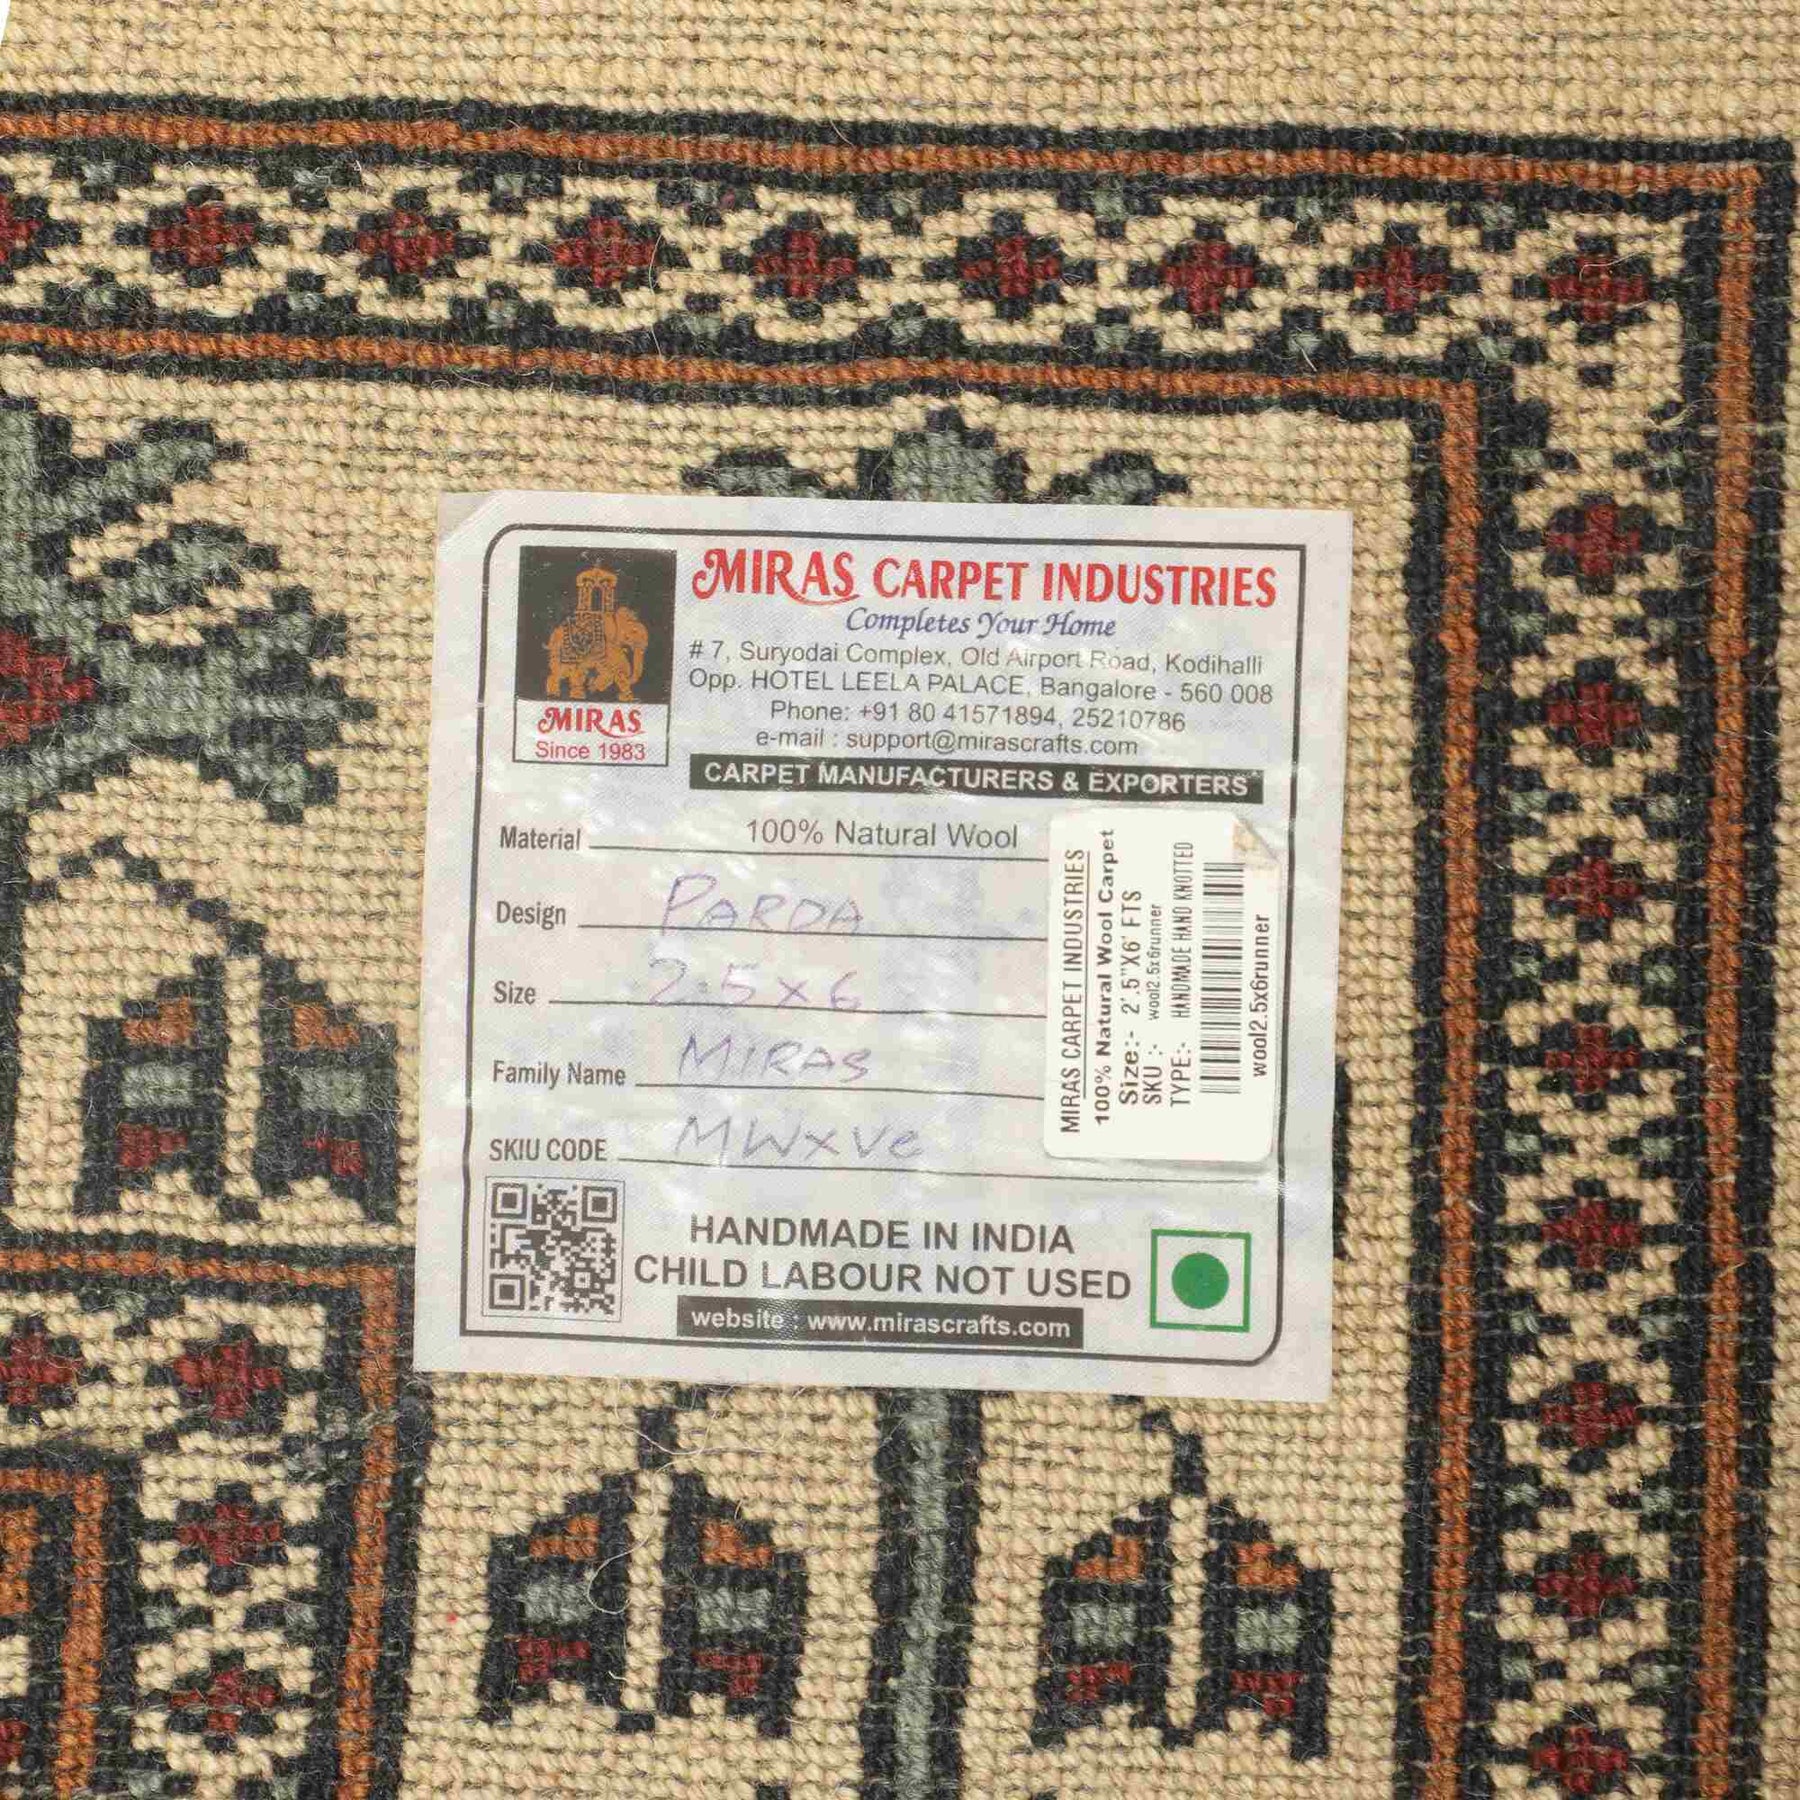 MIRAS CARPET INDUSTRIES
Completes Your Home
# 7, Suryodai Complex, Old Airport Road, Kodihalli
Opp. HOTEL LEELA PALACE, Bangalore - 560 008
Phone: +91 80 41571894, 25210786
e-mail : support@mirascrafts.com
CARPET MANUFACTURERS & EXPORTERS
MIRAS
Since 1983
Material 100% Natural Wool
Design PARDA
Size 2.5x6
Family Name MIRAS
SKIU CODE MWXVC
MIRAS CARPET INDUSTRIES
100% Natural Wool Carpet
Size:- 2'.5"X6' FTS
SKU :- wool2.5x6runner
TYPE:- HANDMADE HAND KNOTTED
wool2.5x6runner
HANDMADE IN INDIA
CHILD LABOUR NOT USED
website : www.mirascrafts.com